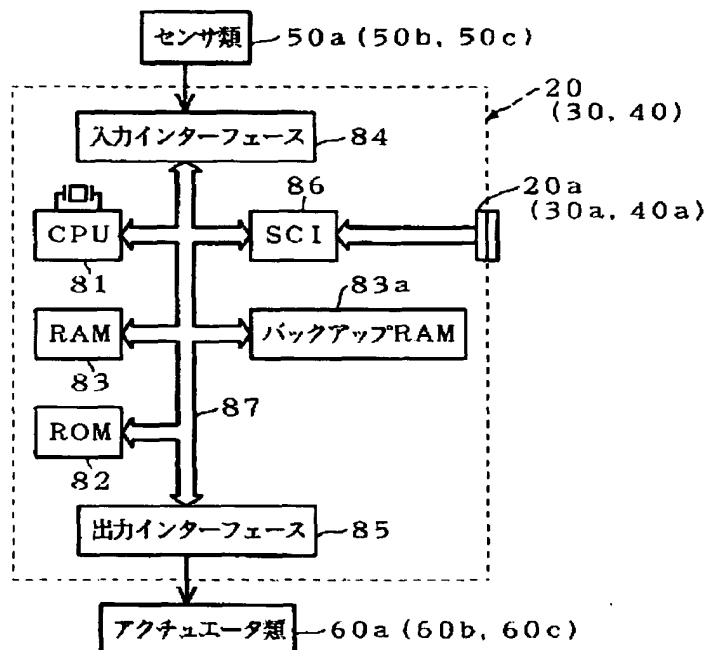 センサ類 50a (50b, 50c)
20
(30, 40)
入力インターフェース 84
20a
(30a, 40a)
86
CPU SCI
81
83a
RAM バックアップRAM
83
87
ROM
82
出力インターフェース 85
アクチュエータ類 60a (60b, 60c)